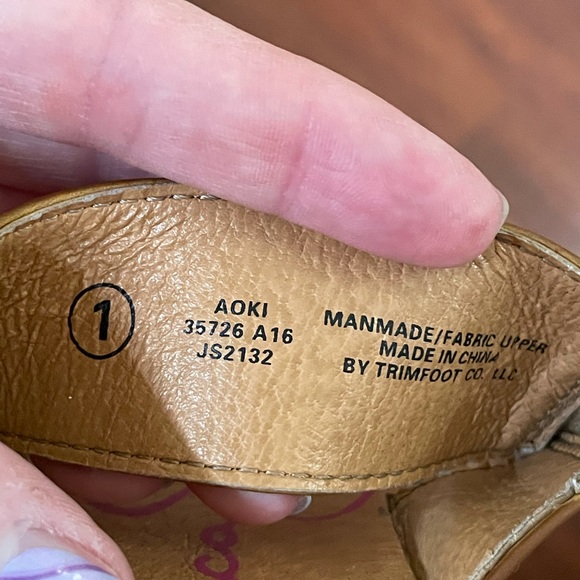 1
AOKI
35726 A16
JS2132
MANMADE/FABRIC UPPER
MADE IN CHINA
BY TRIMFOOT CO. LLC